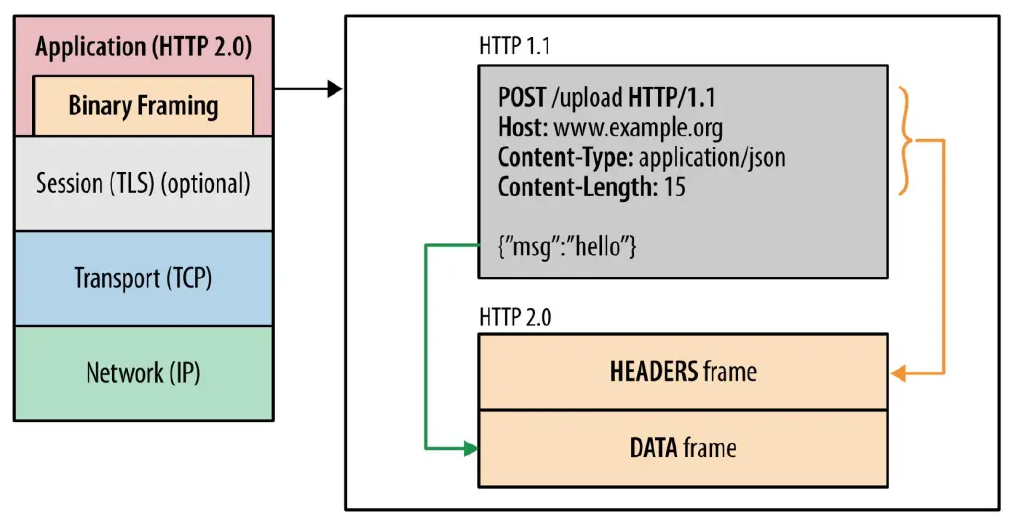 Application (HTTP 2.0)
Binary Framing
Session (TLS) (optional)
Transport (TCP)
Network (IP)
HTTP 1.1
POST /upload HTTP/1.1
Host: www.example.org
Content-Type: application/json
Content-Length: 15
{”msg”:”hello”}
HTTP 2.0
HEADERS frame
DATA frame